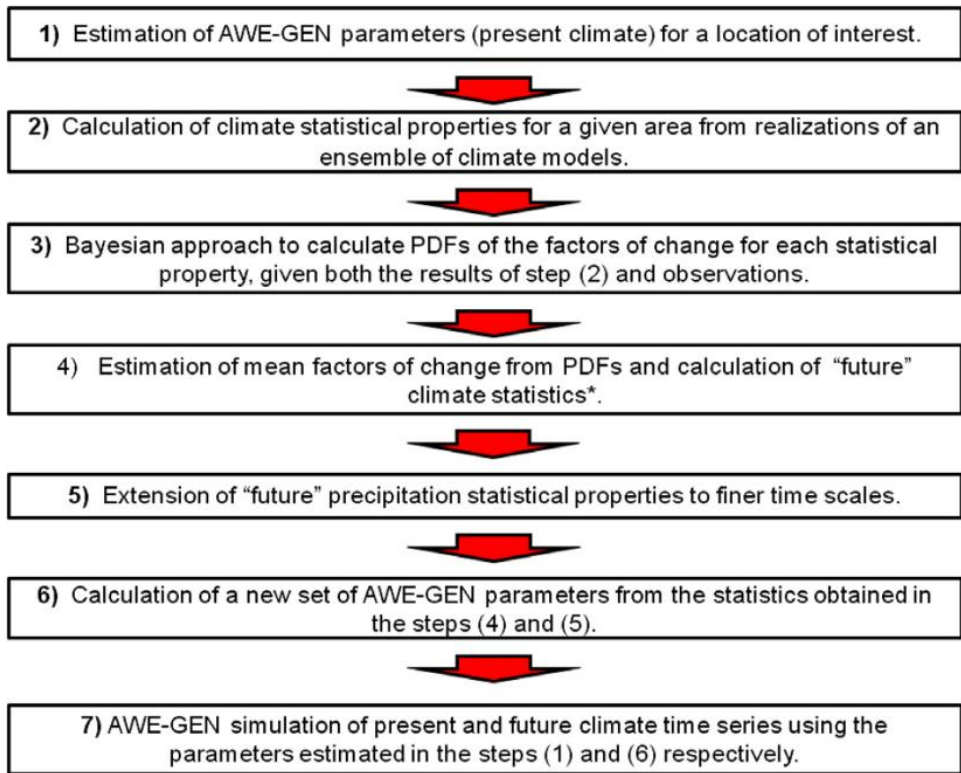 1) Estimation of AWE-GEN parameters (present climate) for a location of interest.
2) Calculation of climate statistical properties for a given area from realizations of an
ensemble of climate models.
3) Bayesian approach to calculate PDFs of the factors of change for each statistical
property, given both the results of step (2) and observations.
4) Estimation of mean factors of change from PDFs and calculation of “future”
climate statistics*.
5) Extension of “future” precipitation statistical properties to finer time scales.
6) Calculation of a new set of AWE-GEN parameters from the statistics obtained in
the steps (4) and (5).
7) AWE-GEN simulation of present and future climate time series using the
parameters estimated in the steps (1) and (6) respectively.